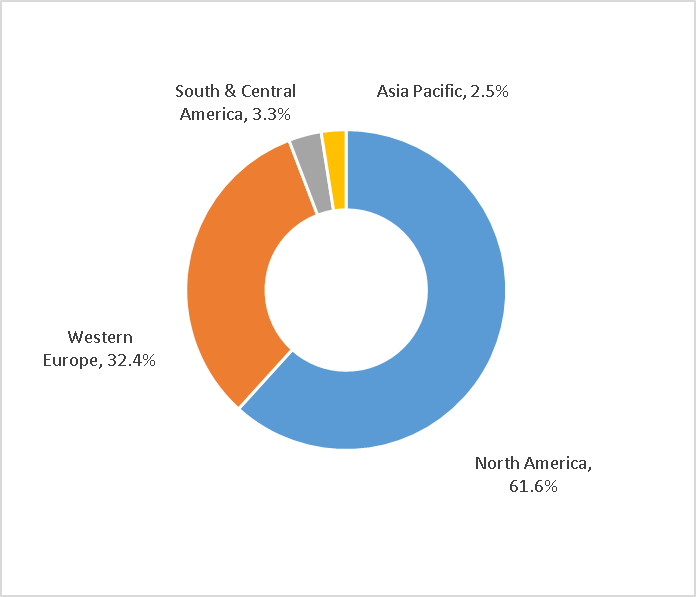 South & Central
America, 3.3%
Asia Pacific, 2.5%
Western
Europe, 32.4%
North America,
61.6%